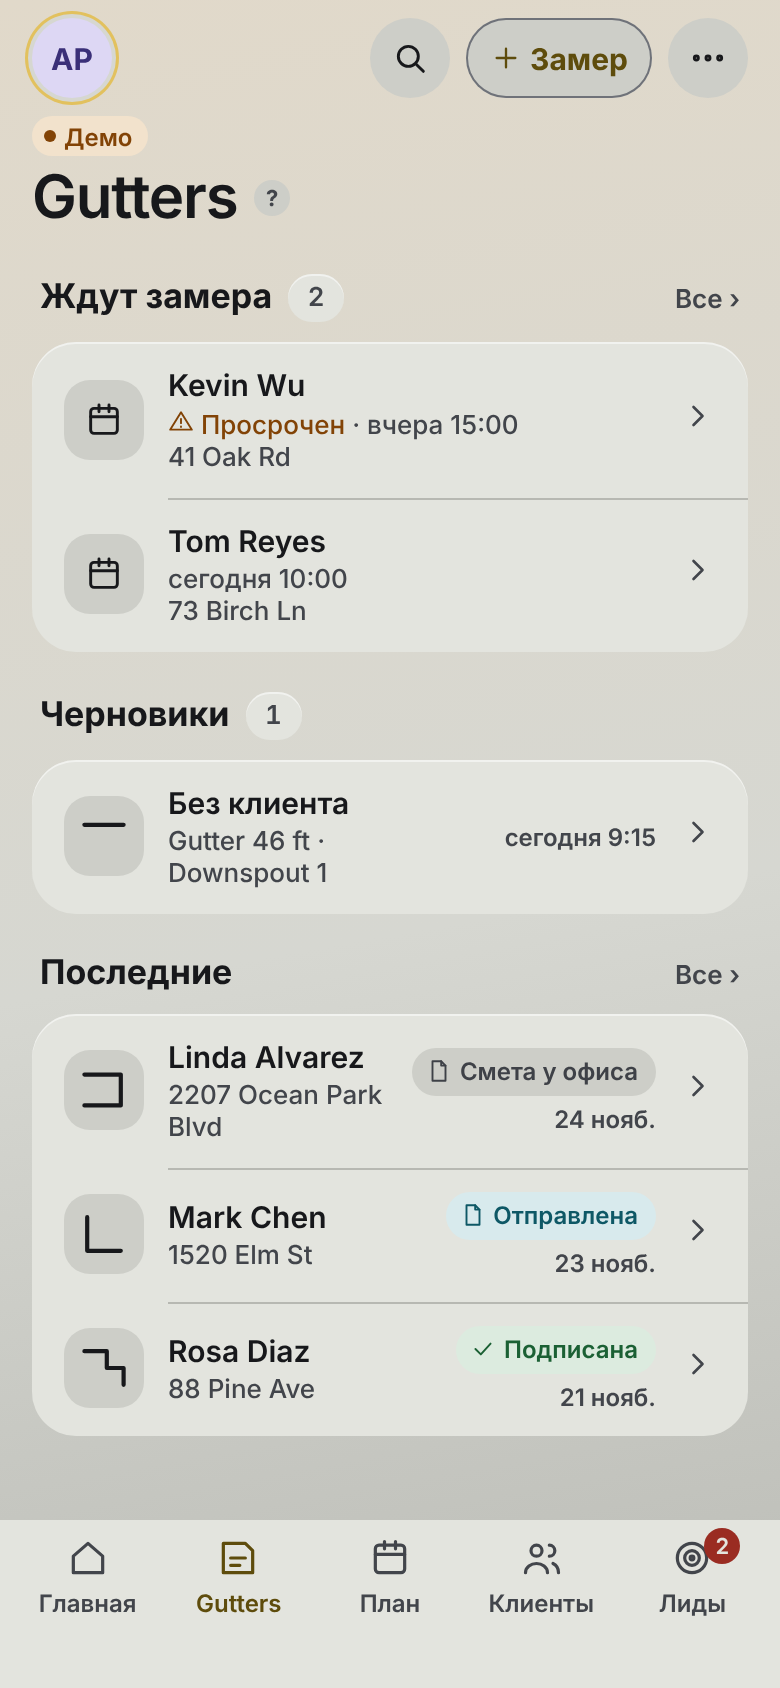 AP
+ Замер
Демо
Gutters ?
Ждут замера 2 Все ›
Kevin Wu
Просрочен · вчера 15:00
41 Oak Rd
Tom Reyes
сегодня 10:00
73 Birch Ln
Черновики 1
Без клиента
Gutter 46 ft ·
Downspout 1
сегодня 9:15
Последние Все ›
Linda Alvarez
2207 Ocean Park
Blvd
Смета у офиса
24 нояб.
Mark Chen
1520 Elm St
Отправлена
23 нояб.
Rosa Diaz
88 Pine Ave
Подписана
21 нояб.
2
Главная Gutters План Клиенты Лиды